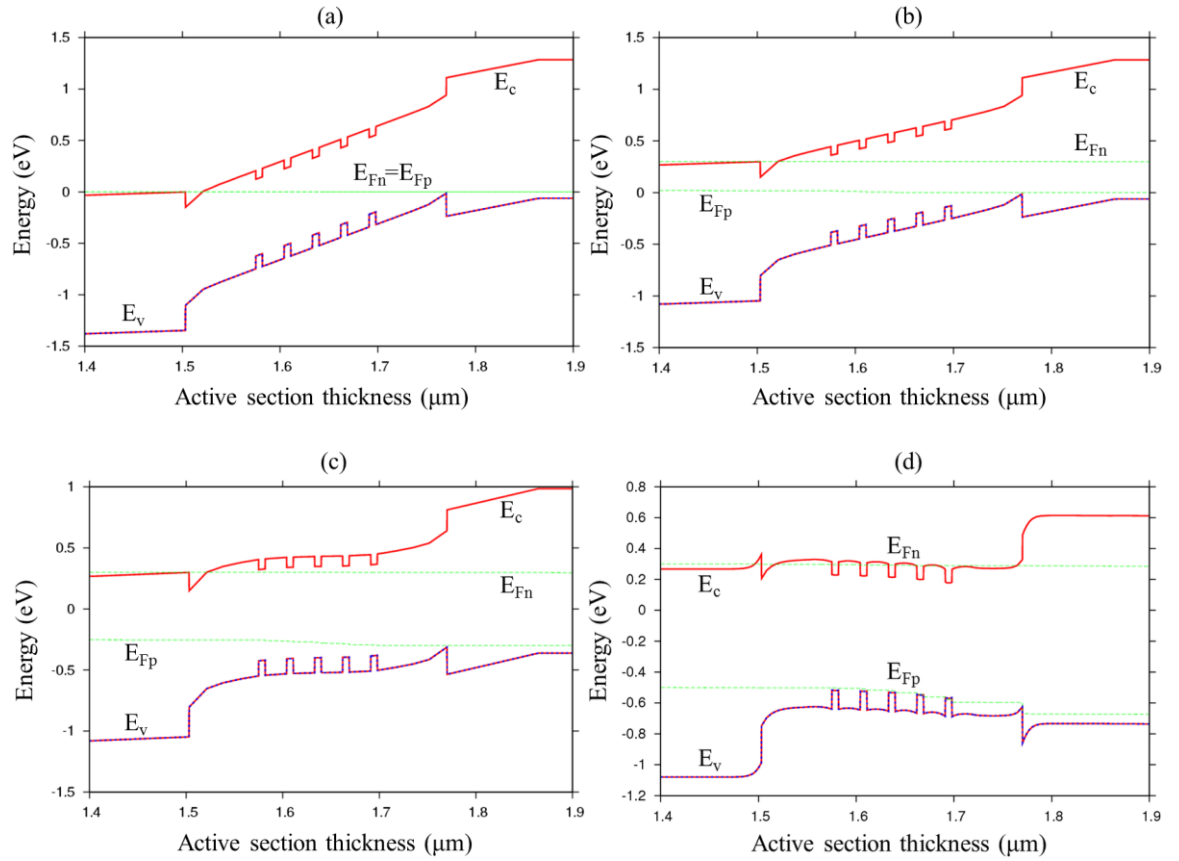 (a)
1.5
1
0.5
0
-0.5
-1
-1.5
1.4
1.5
1.6
1.7
1.8
1.9
Energy (eV)
Active section thickness (μm)
E_c
E_Fn=E_Fp
E_v
(b)
1.5
1
0.5
0
-0.5
-1
-1.5
1.4
1.5
1.6
1.7
1.8
1.9
Energy (eV)
Active section thickness (μm)
E_c
E_Fn
E_Fp
E_v
(c)
1
0.5
0
-0.5
-1
-1.5
1.4
1.5
1.6
1.7
1.8
1.9
Energy (eV)
Active section thickness (μm)
E_c
E_Fn
E_Fp
E_v
(d)
0.8
0.6
0.4
0.2
0
-0.2
-0.4
-0.6
-0.8
-1
-1.2
1.4
1.5
1.6
1.7
1.8
1.9
Energy (eV)
Active section thickness (μm)
E_Fn
E_c
E_Fp
E_v